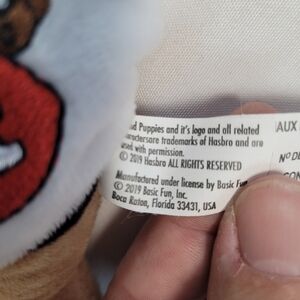 Puppies and it's logo and all related
characters are trademarks of Hasbro and are
used with permission.
© 2019 Hasbro ALL RIGHTS RESERVED
Manufactured under license by Basic Fun,
© 2019 Basic Fun, Inc.
Boca Raton, Florida 33431, USA
AUX
Nº D
CON